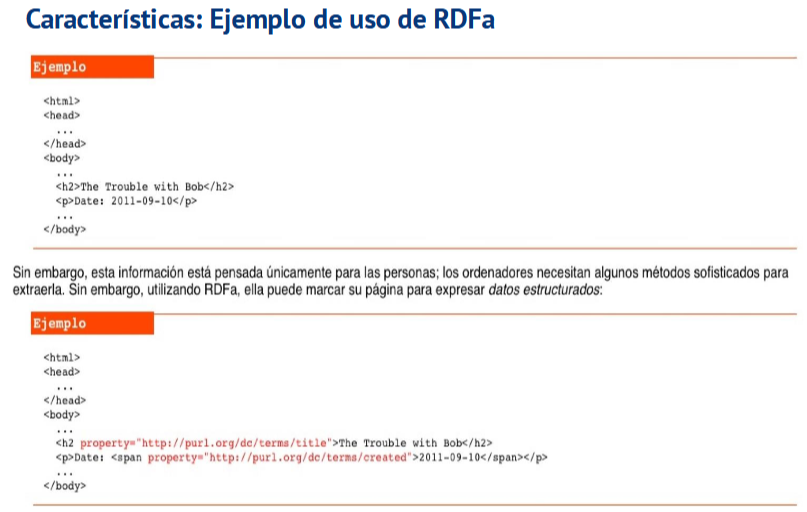 Características: Ejemplo de uso de RDFa
Ejemplo
<html>
<head>
...
</head>
<body>
...
<h2>The Trouble with Bob</h2>
<p>Date: 2011-09-10</p>
...
</body>
Sin embargo, esta información está pensada únicamente para las personas; los ordenadores necesitan algunos métodos sofisticados para
extraerla. Sin embargo, utilizando RDFa, ella puede marcar su página para expresar datos estructurados:
Ejemplo
<html>
<head>
...
</head>
<body>
...
<h2 property="http://purl.org/dc/terms/title">The Trouble with Bob</h2>
<p>Date: <span property="http://purl.org/dc/terms/created">2011-09-10</span></p>
...
</body>